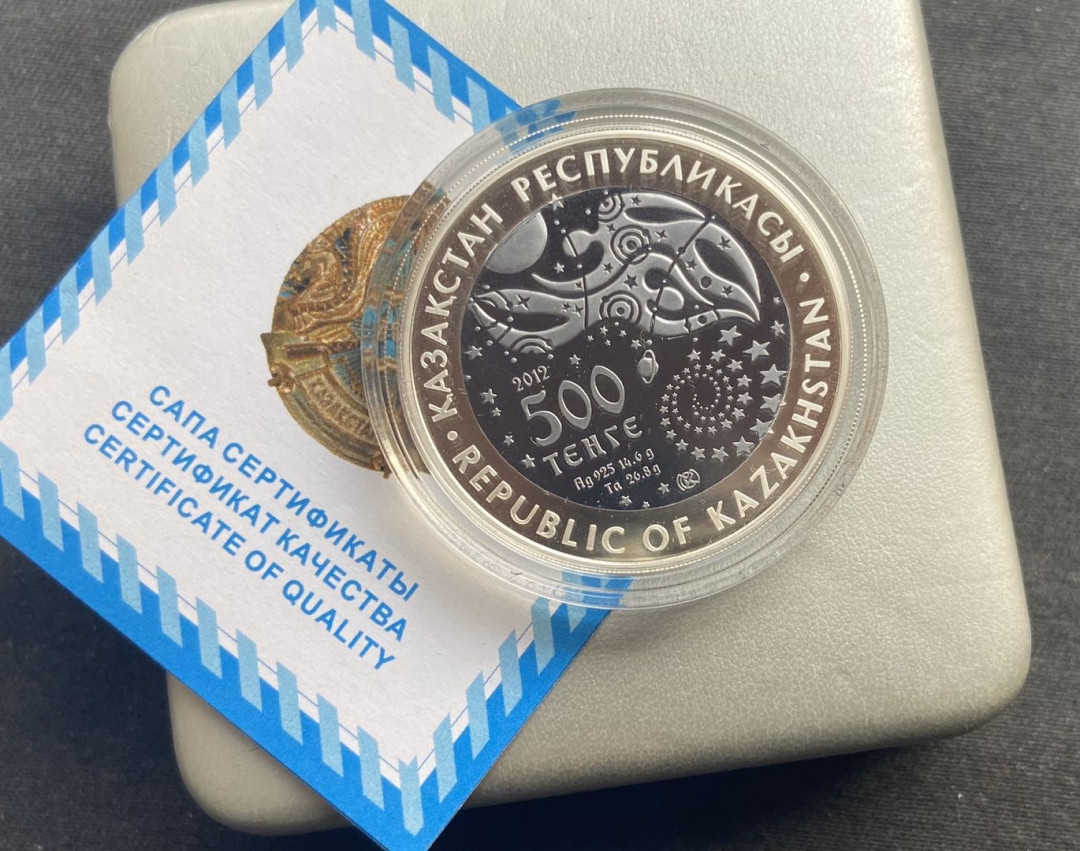 САПА СЕРТИФИКАТЫ
СЕРТИФИКАТ КАЧЕСТВА
CERTIFICATE OF QUALITY
ҚАЗАҚСТАН РЕСПУБЛИКАСЫ
REPUBLIC OF KAZAKHSTAN
2012
500
ТЕҢГЕ
Ag 925 14.6 g
Ta 26.8 g